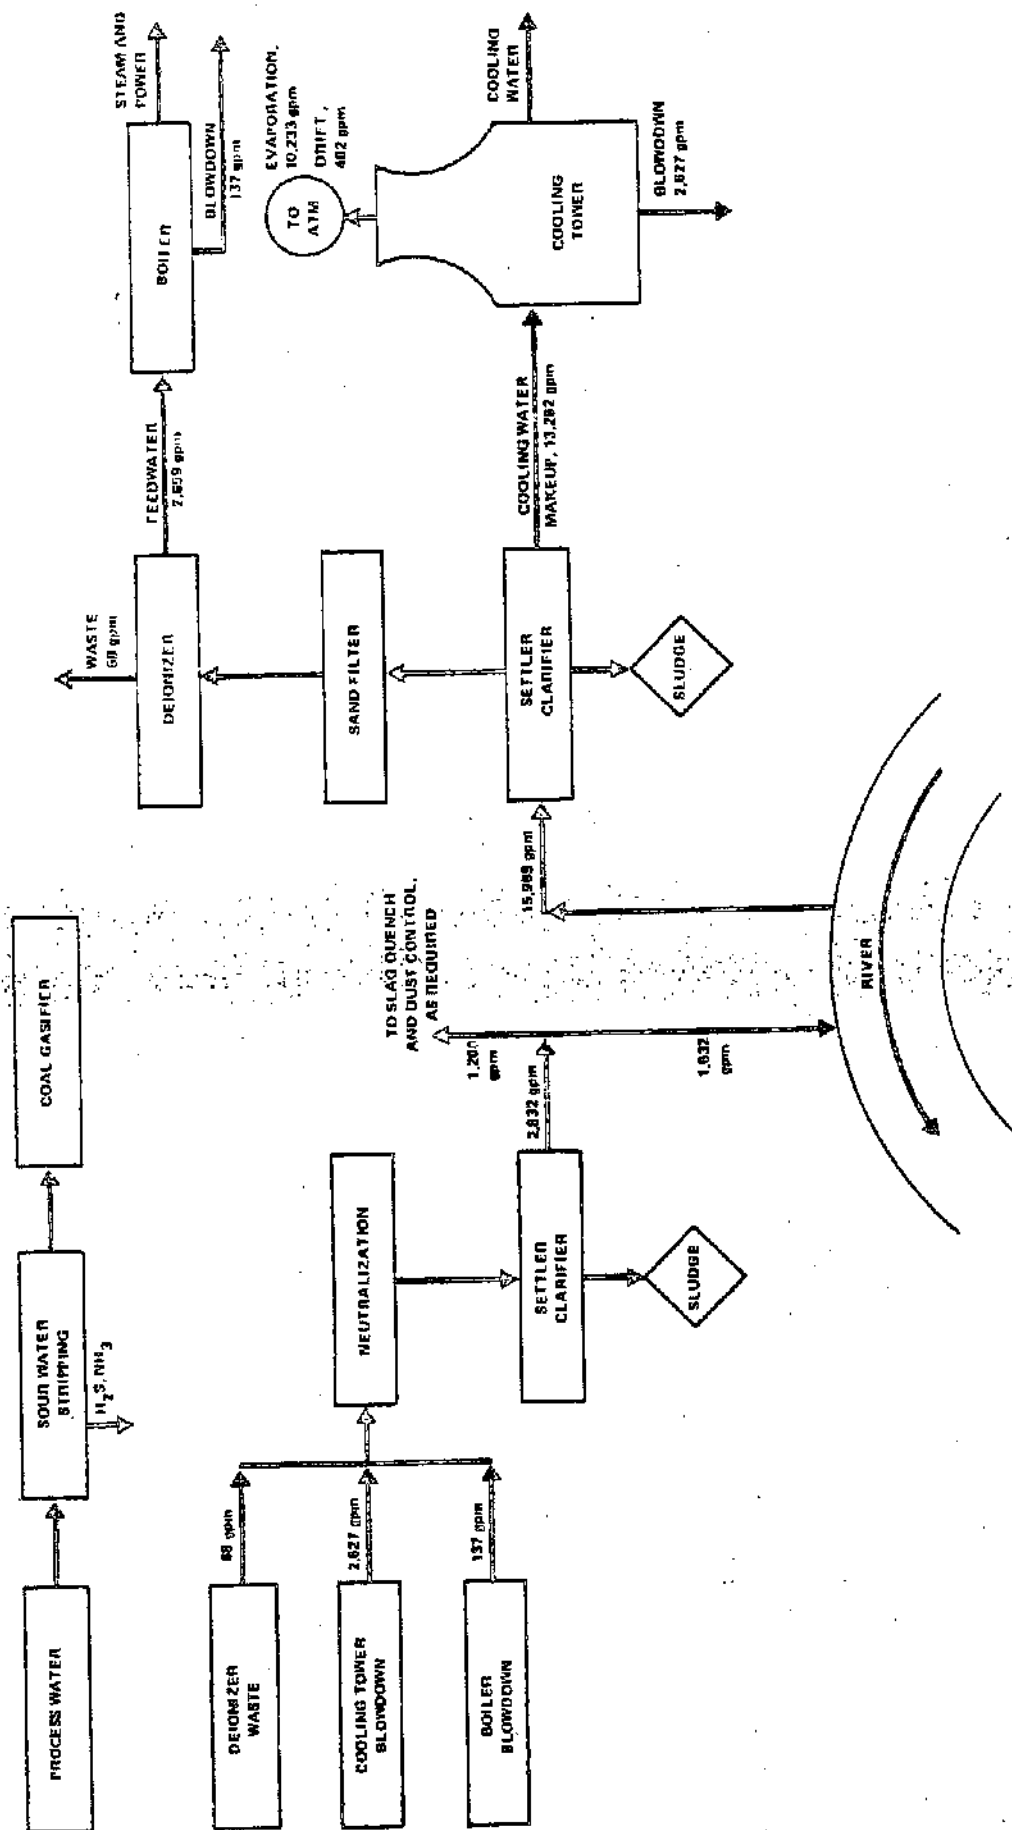 PROCESS WATER
SOUR WATER
STRIPPING
H2S, NH3
COAL GASIFIER
DEIONIZER
WASTE
68 gpm
COOLING TOWER
BLOWDOWN
2,627 gpm
BOILER
BLOWDOWN
137 gpm
NEUTRALIZATION
SETTLER
CLARIFIER
SLUDGE
2,832 gpm
TO SLAG QUENCH
AND DUST CONTROL,
AS REQUIRED
1,200
gpm
1,632
gpm
RIVER
15,989 gpm
SETTLER
CLARIFIER
SLUDGE
SAND FILTER
DEIONIZER
WASTE
68 gpm
FEEDWATER
2,659 gpm
BOILER
STEAM AND
POWER
BLOWDOWN
137 gpm
COOLING WATER
MAKEUP, 13,262 gpm
COOLING
TOWER
TO
ATM
EVAPORATION,
10,233 gpm
DRIFT,
402 gpm
COOLING
WATER
BLOWDOWN
2,627 gpm